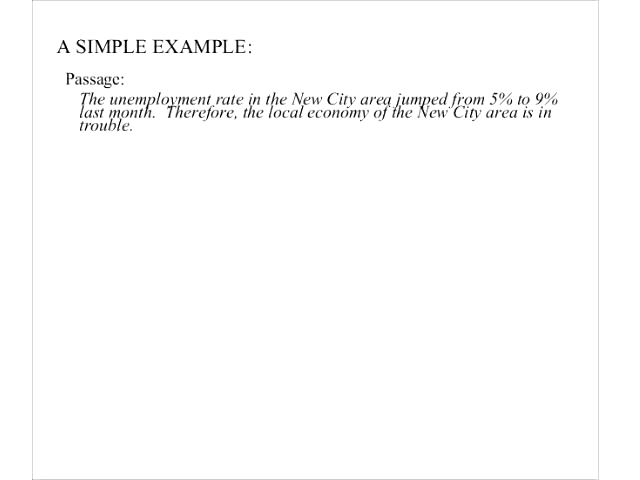 A SIMPLE EXAMPLE:
Passage:
The unemployment rate in the New City area jumped from 5% to 9%
last month. Therefore, the local economy of the New City area is in
trouble.